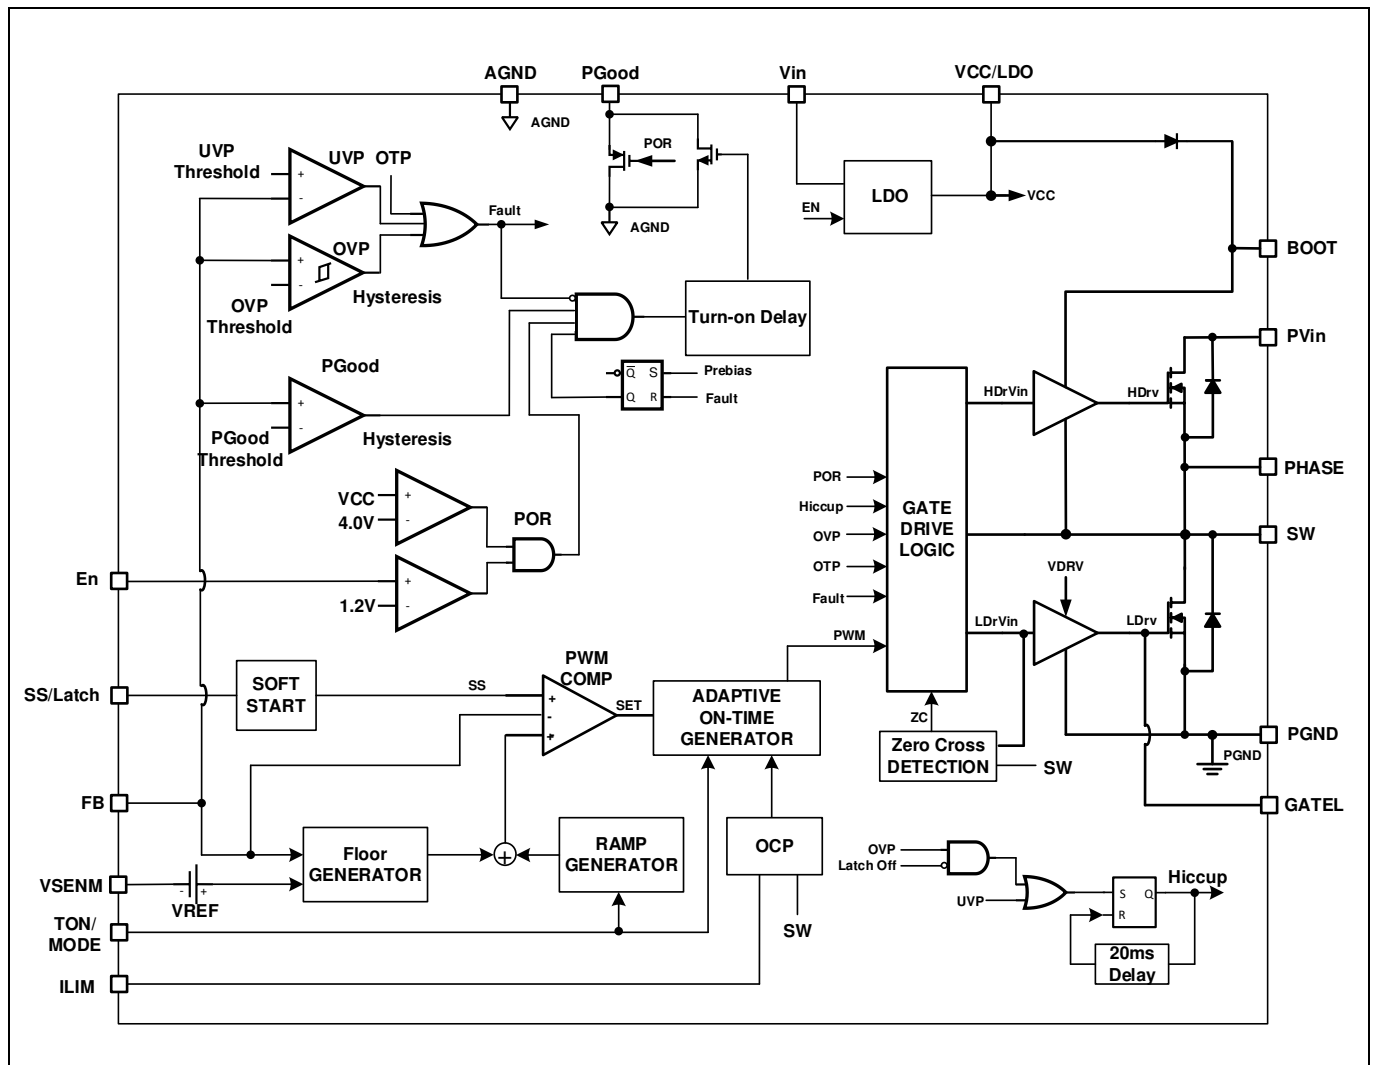 AGND
PGood
Vin
VCC/LDO
AGND
UVP
Threshold
+
-
UVP
OTP
Fault
POR
AGND
EN
LDO
VCC
BOOT
+
-
OVP
Hysteresis
OVP
Threshold
Turn-on Delay
PVin
PGood
Q S
Q R
Prebias
Fault
HDrVin
HDrv
+
-
PGood
Threshold
Hysteresis
PHASE
VCC
4.0V
+
-
POR
POR
Hiccup
OVP
OTP
Fault
PWM
GATE
DRIVE
LOGIC
SW
En
1.2V
+
-
VDRV
LDrVin
LDrv
SS/Latch
SOFT
START
SS
PWM
COMP
+
-
+
SET
ADAPTIVE
ON-TIME
GENERATOR
ZC
Zero Cross
DETECTION
SW
PGND
PGND
FB
GATEL
Floor
GENERATOR
+
RAMP
GENERATOR
OCP
SW
VSENM
- +
VREF
TON/
MODE
ILIM
OVP
Latch Off
UVP
S Q
R
Hiccup
20ms
Delay